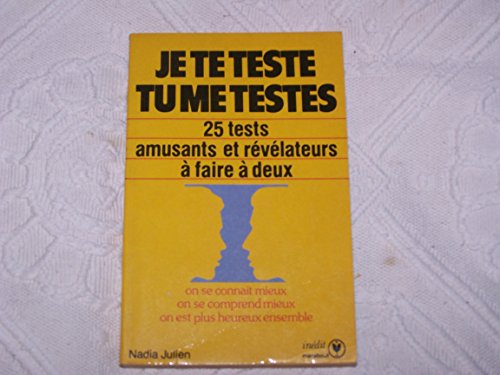 JE TE TESTE
TU ME TESTES
25 tests
amusants et révélateurs
à faire à deux
on se connaît mieux
on se comprend mieux
on est plus heureux ensemble
Nadia Julien
inédit
marabout